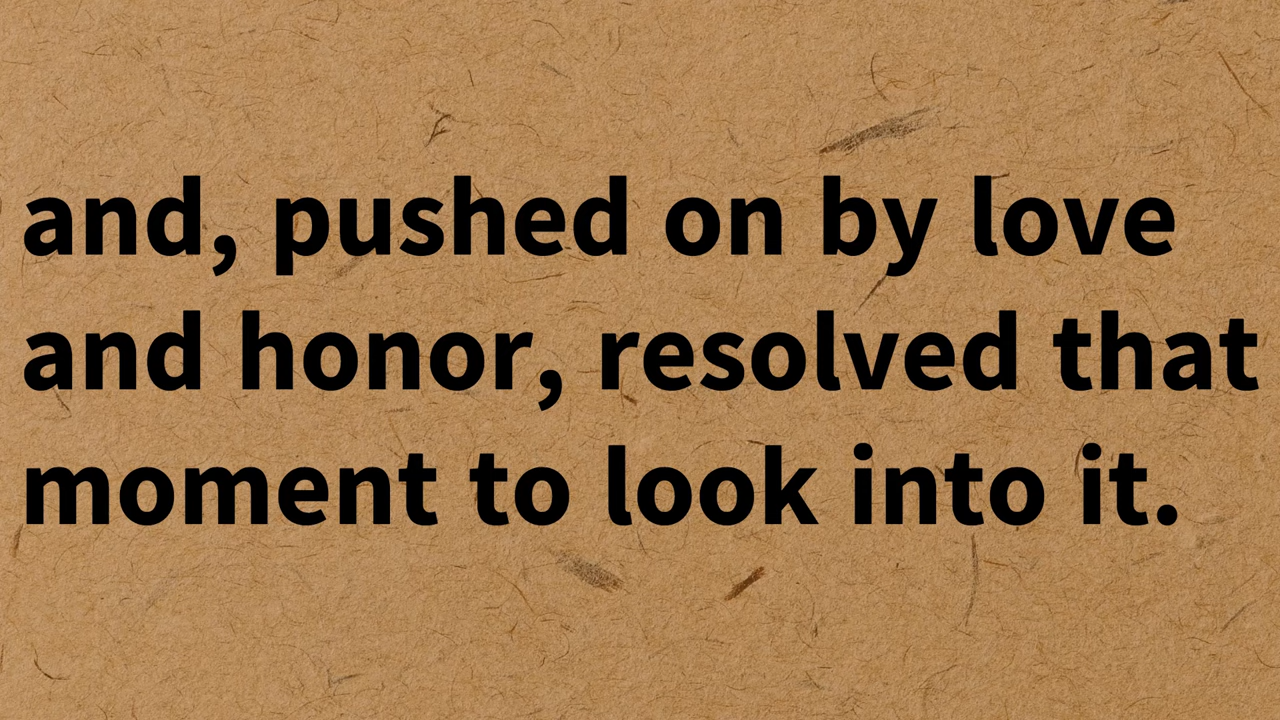 and, pushed on by love
and honor, resolved that
moment to look into it.